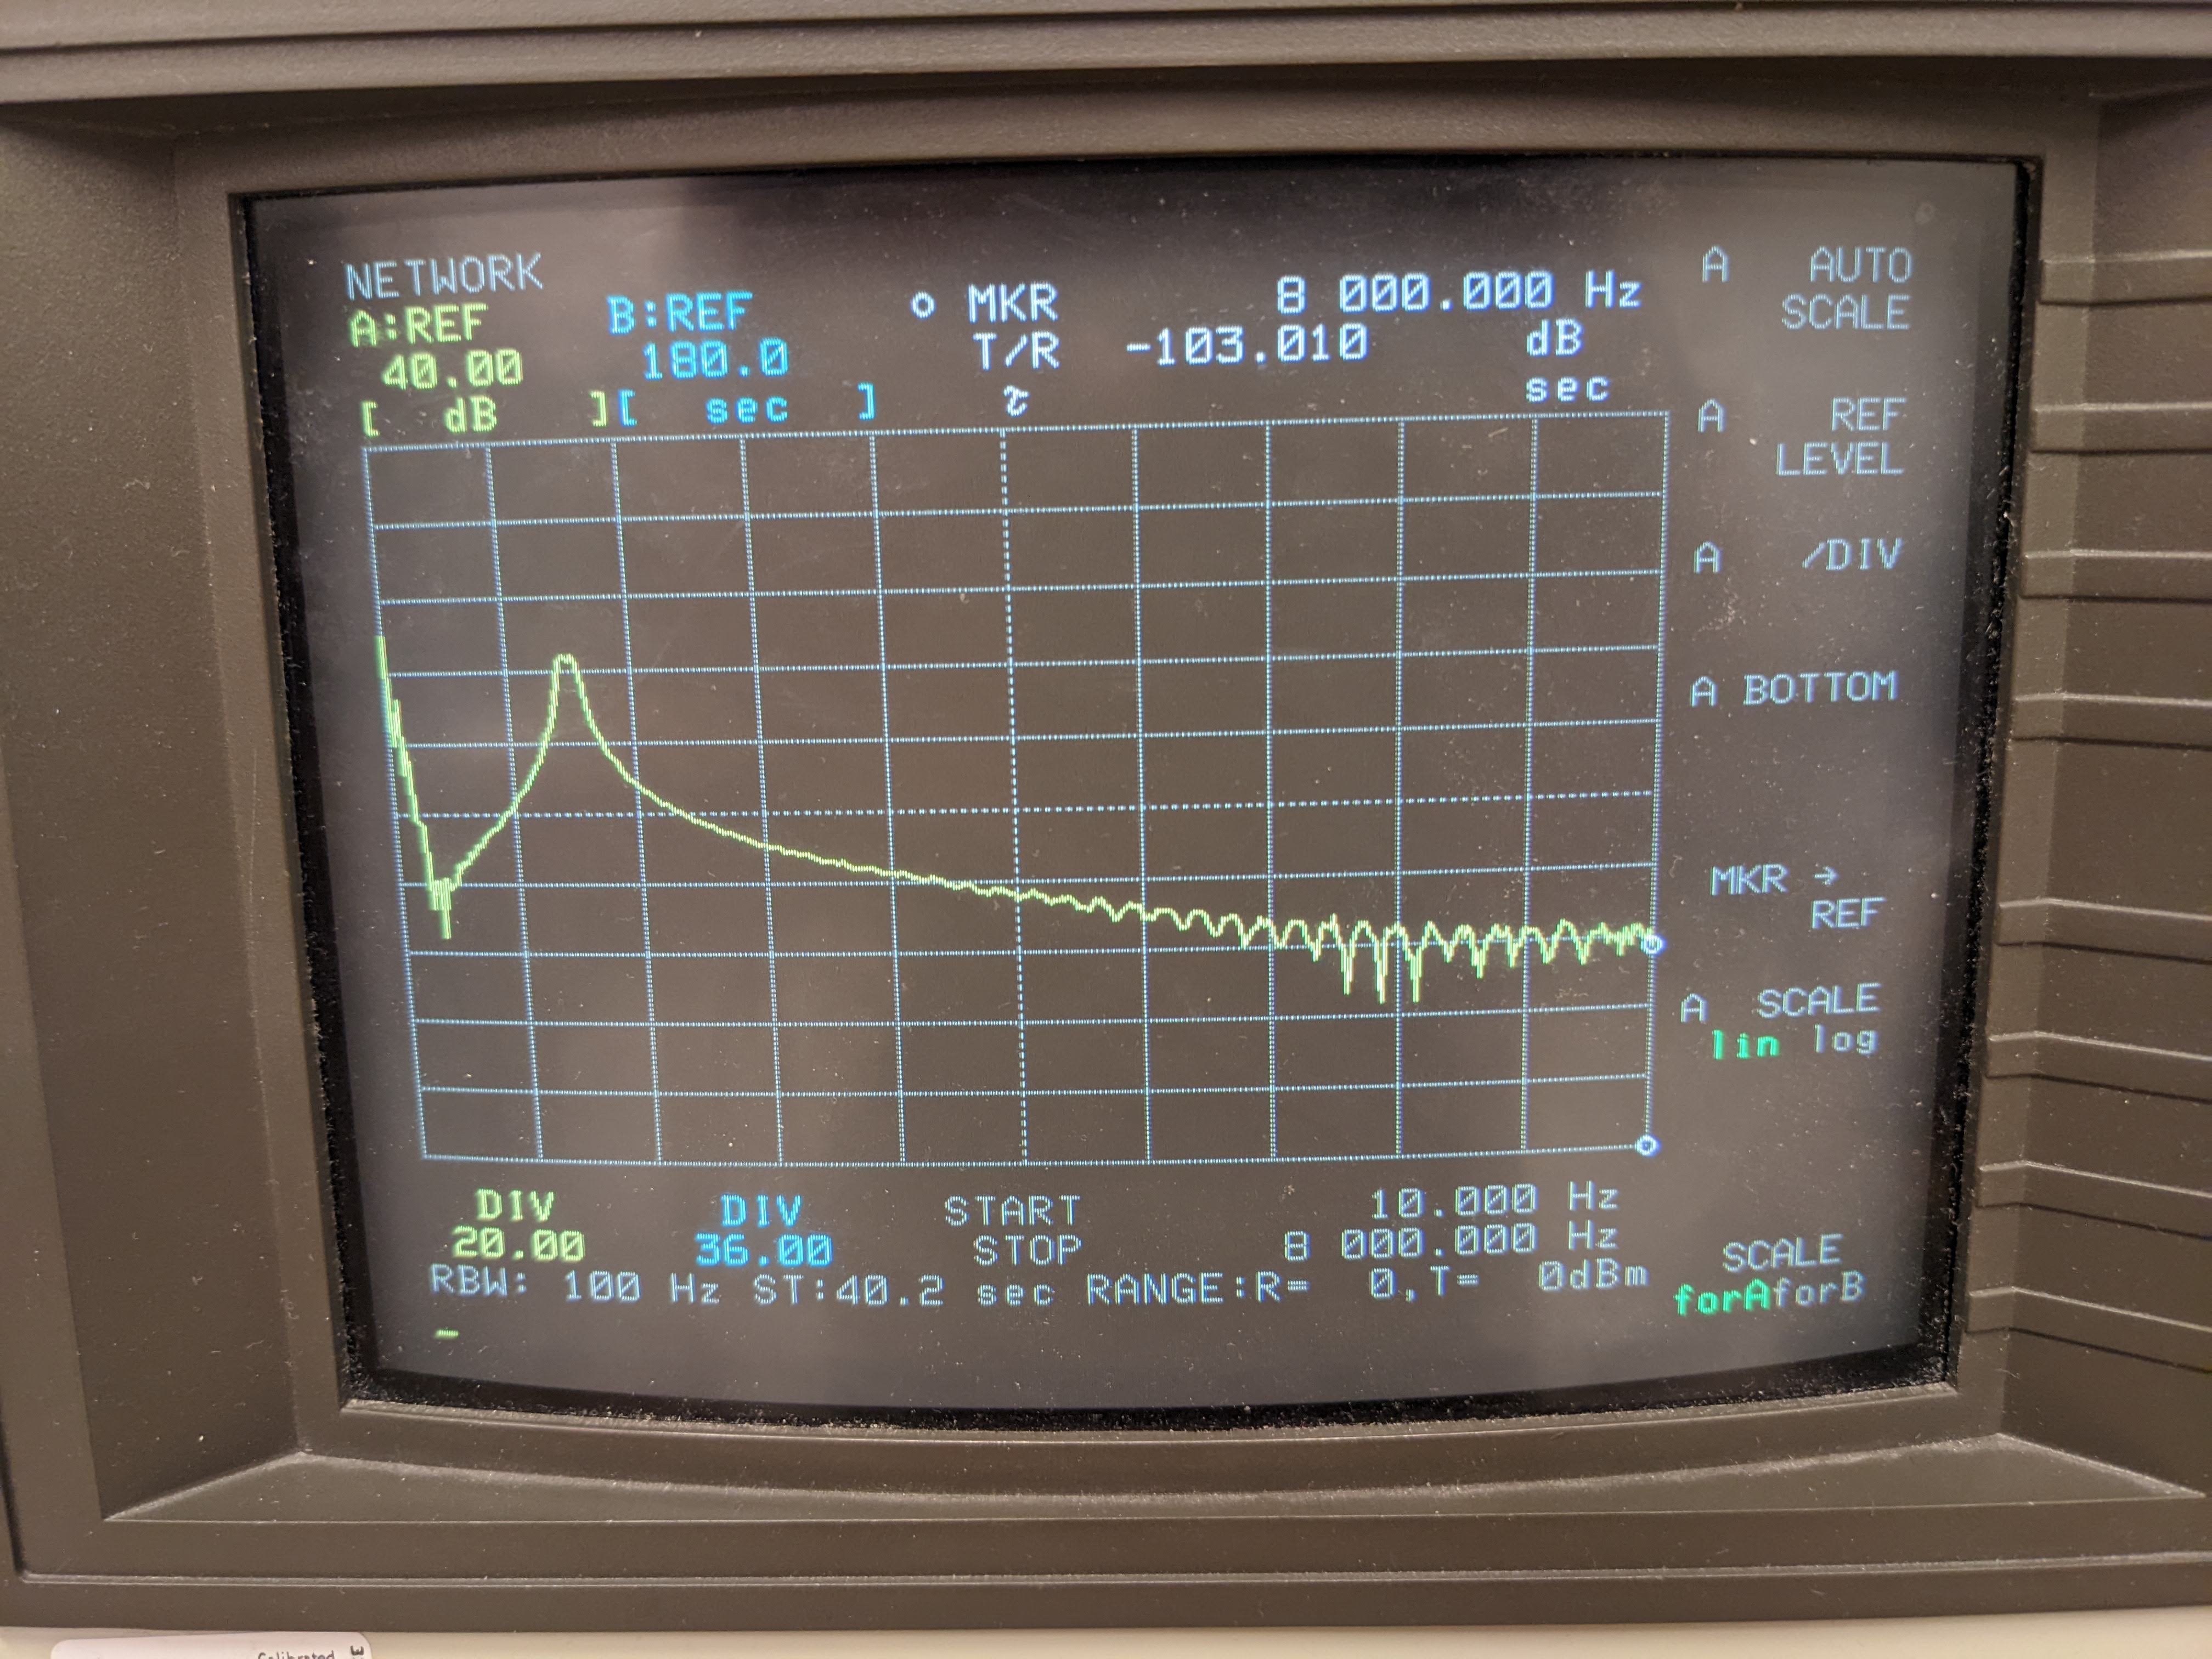 NETWORK
A:REF B:REF o MKR 8 000.000 Hz
40.00 180.0 T/R -103.010 dB
[ dB ][ sec ] τ sec
A AUTO
SCALE
A REF
LEVEL
A /DIV
A BOTTOM
MKR →
REF
A SCALE
lin log
DIV DIV START 10.000 Hz
20.00 36.00 STOP 8 000.000 Hz
RBW: 100 Hz ST:40.2 sec RANGE:R= 0,T= 0dBm
SCALE
forAforB
Calibrated